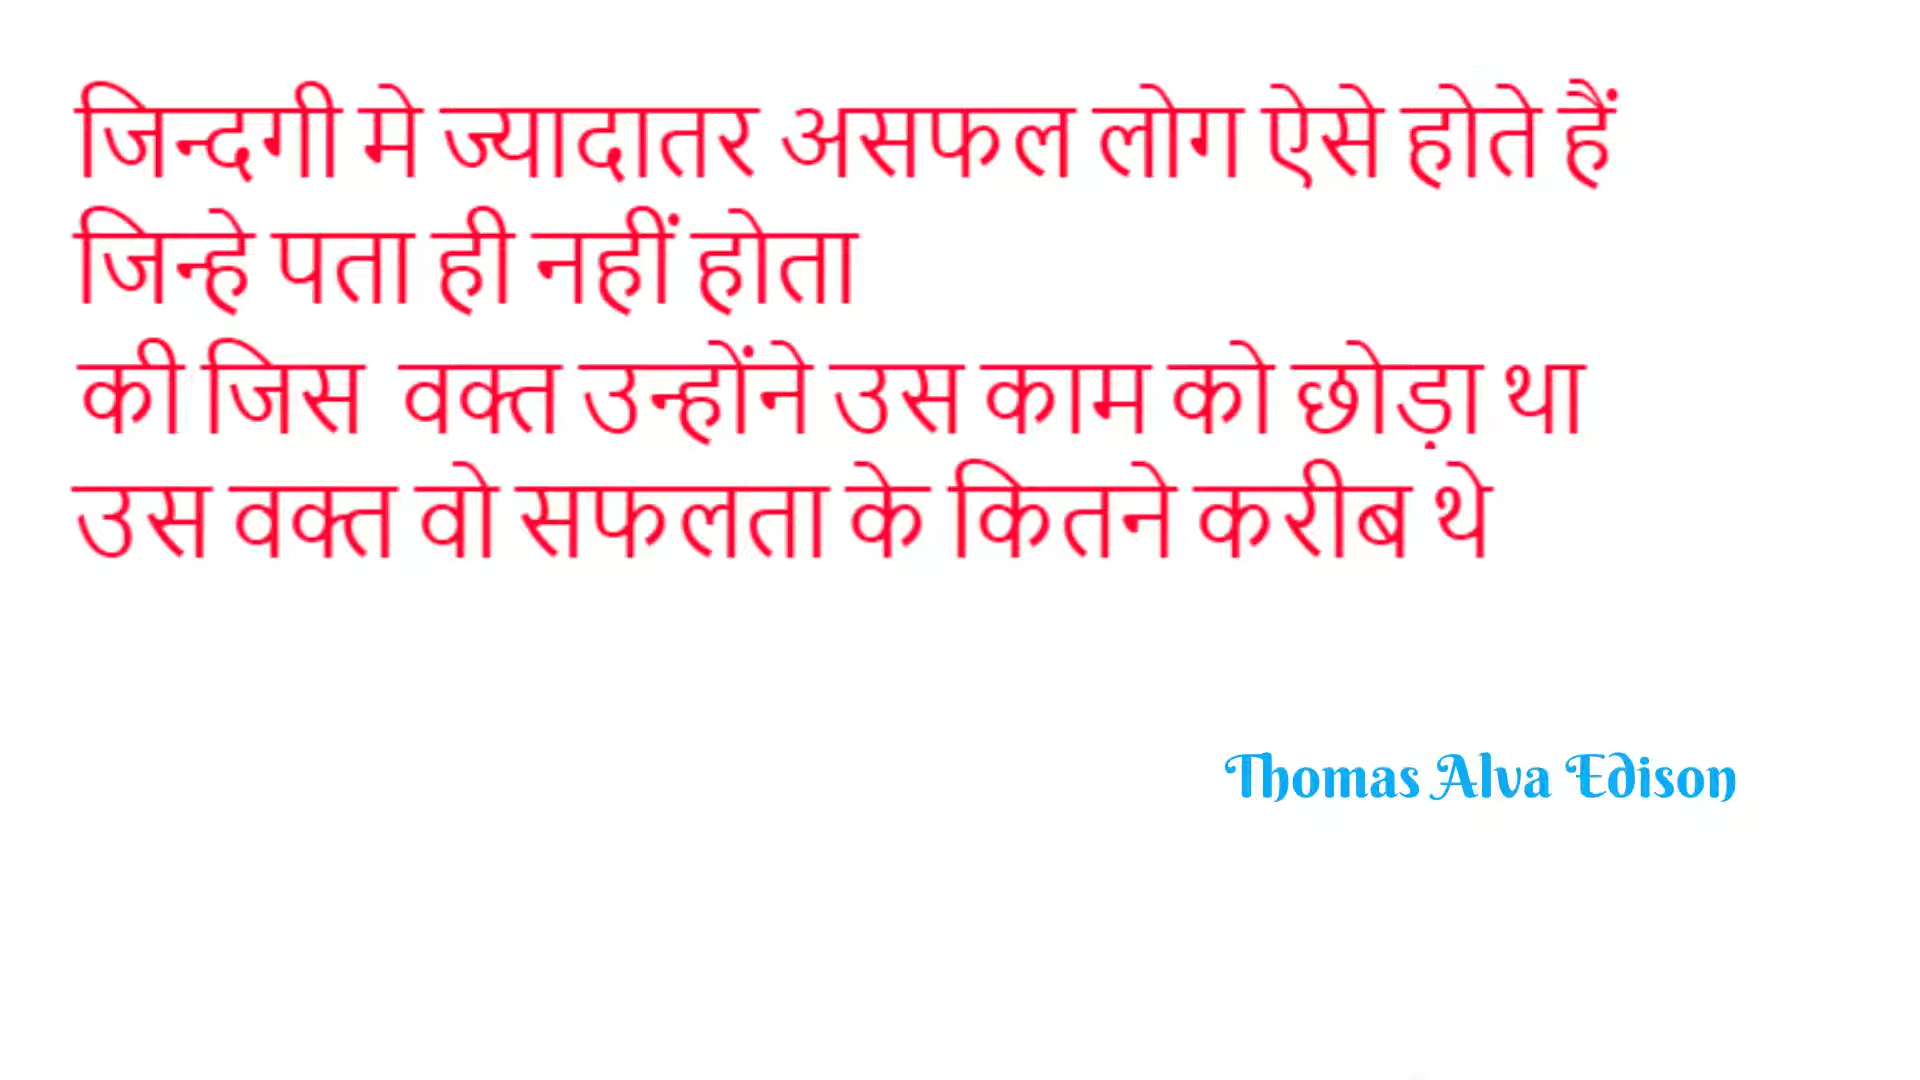 जिन्दगी मे ज्यादातर असफल लोग ऐसे होते हैं
जिन्हे पता ही नहीं होता
की जिस वक्त उन्होंने उस काम को छोड़ा था
उस वक्त वो सफलता के कितने करीब थे
Thomas Alva Edison